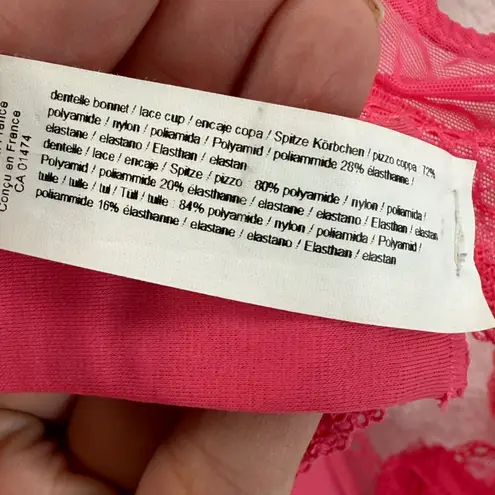 dentelle bonnet / lace cup / encaje copa / Spitze Körbchen / pizzo coppa 72%
polyamide / nylon / poliamida / Polyamid / poliammmide 28% élasthanne /
elastane / elastano / Elasthan / elastan
dentelle / lace / encaje / Spitze / pizzo : 80% polyamide / nylon / poliamida /
Polyamid / poliammide 20% élasthanne / elastane / elastano / Elasthan / elastan
tulle / tulle / tul / Tüll / tulle : 84% polyamide / nylon / poliamida / Polyamid /
poliammide 16% élasthanne / elastane / elastano / Elasthan / elastan
France
Conçu en France
CA 01474